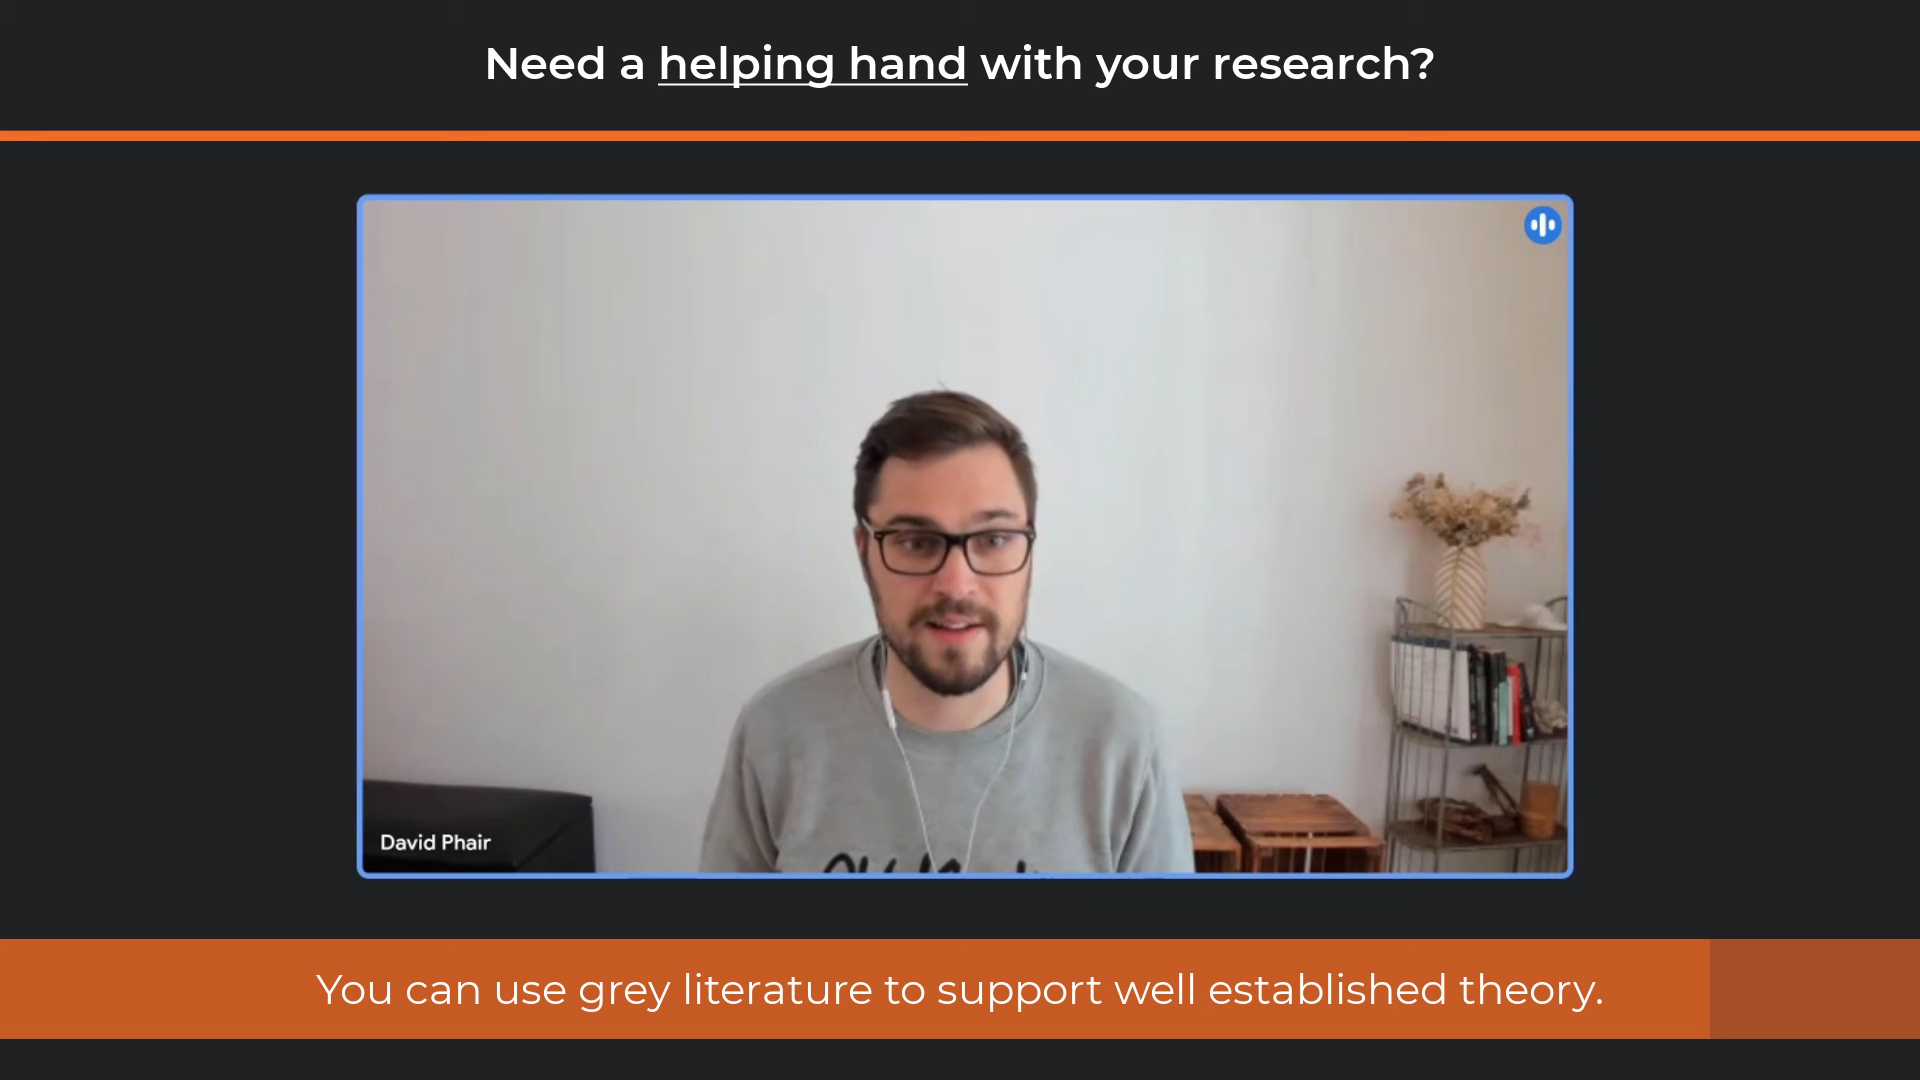 Need a helping hand with your research?
David Phair
You can use grey literature to support well established theory.